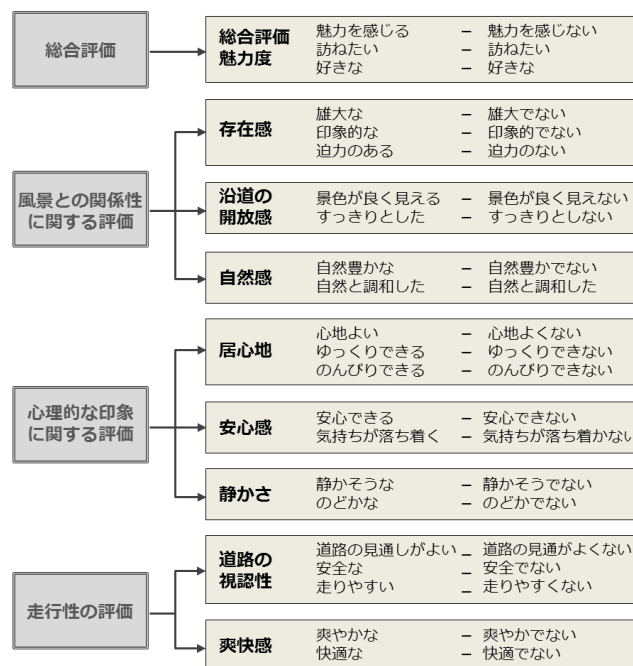 総合評価
総合評価
魅力度
魅力を感じる － 魅力を感じない
訪ねたい － 訪ねたい
好きな － 好きな
風景との関係性
に関する評価
存在感
雄大な － 雄大でない
印象的な － 印象的でない
迫力のある － 迫力のない
沿道の
開放感
景色が良く見える － 景色が良く見えない
すっきりとした － すっきりとしない
自然感
自然豊かな － 自然豊かでない
自然と調和した － 自然と調和した
心理的な印象
に関する評価
居心地
心地よい － 心地よくない
ゆっくりできる － ゆっくりできない
のんびりできる － のんびりできない
安心感
安心できる － 安心できない
気持ちが落ち着く － 気持ちが落ち着かない
静かさ
静かそうな － 静かそうでない
のどかな － のどかでない
走行性の評価
道路の
視認性
道路の見通しがよい － 道路の見通がよくない
安全な － 安全でない
走りやすい － 走りやすくない
爽快感
爽やかな － 爽やかでない
快適な － 快適でない